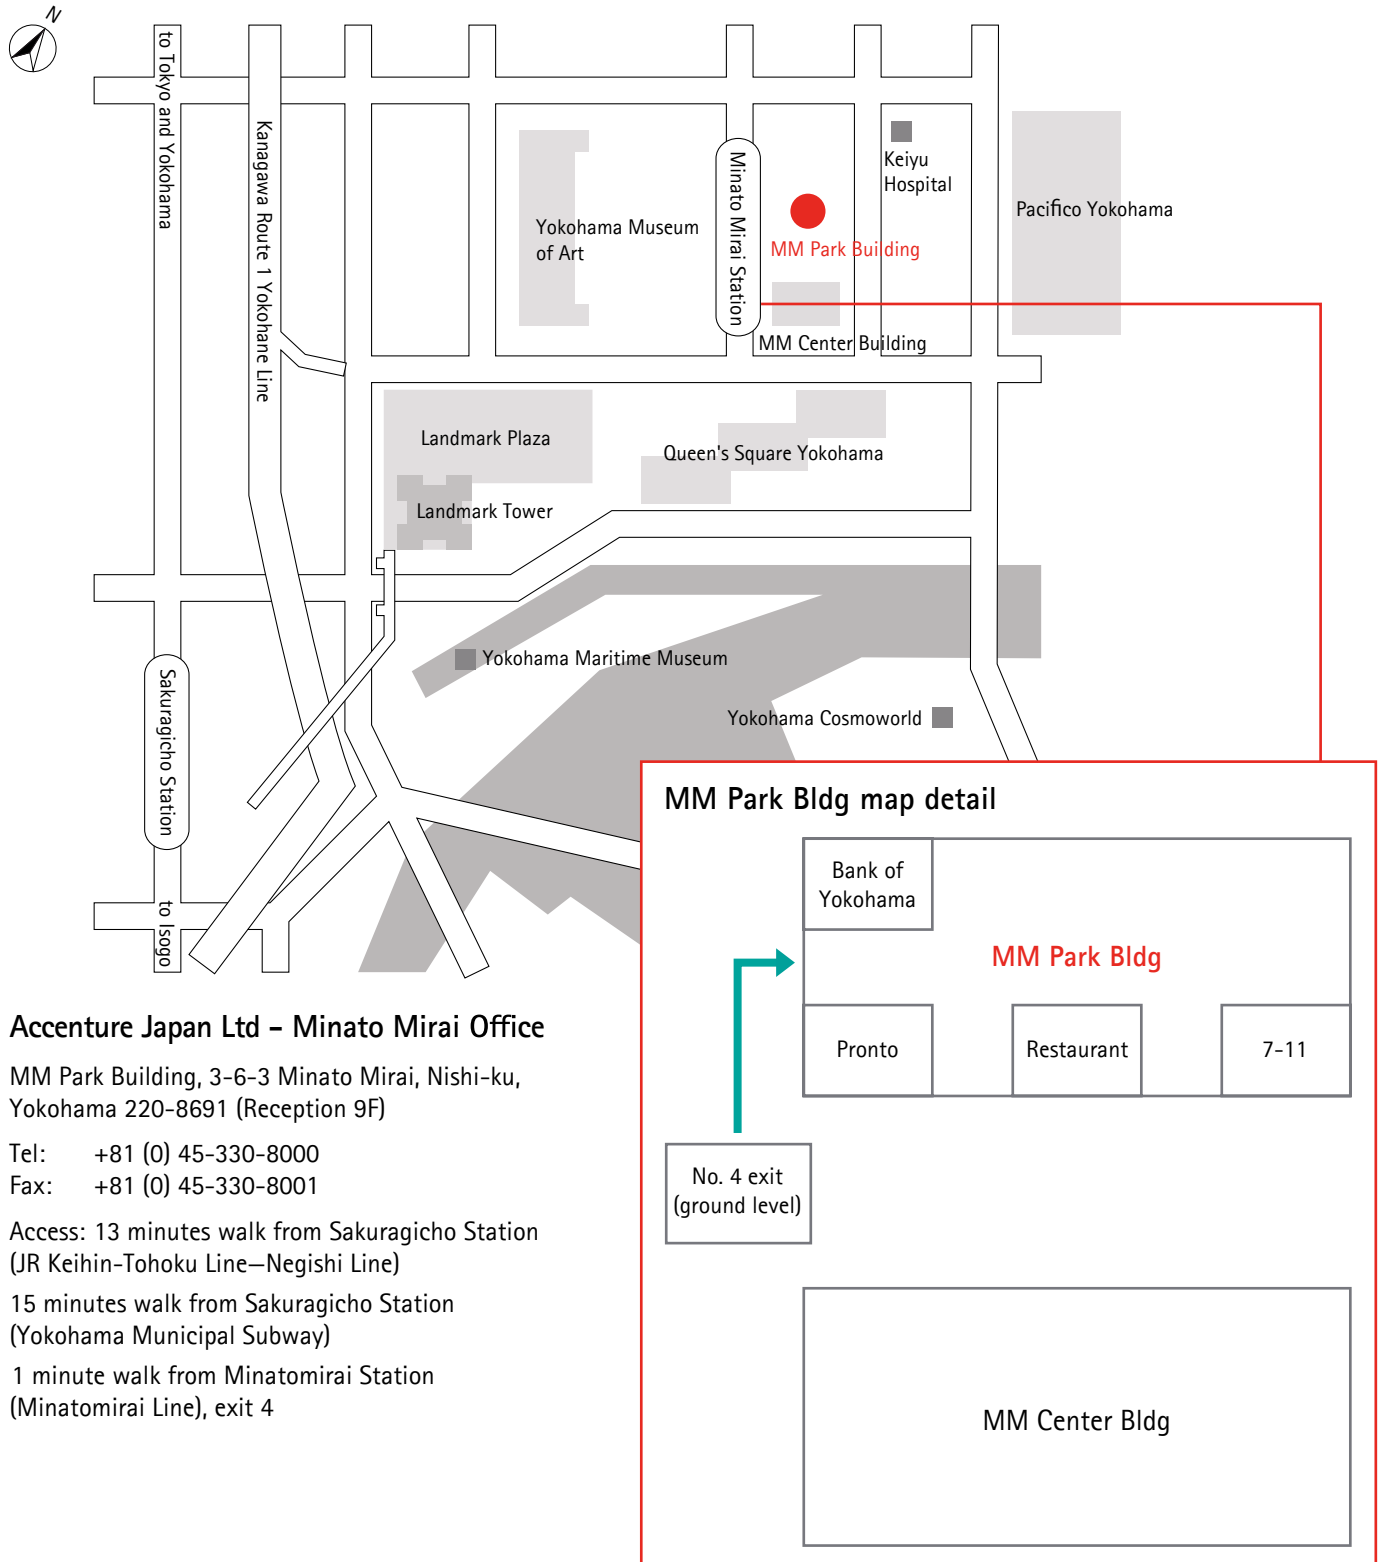 N
to Tokyo and Yokohama
Kanagawa Route 1 Yokohane Line
Minato Mirai Station
Keiyu
Hospital
Pacifico Yokohama
Yokohama Museum
of Art
MM Park Building
MM Center Building
Landmark Plaza
Queen's Square Yokohama
Landmark Tower
Yokohama Maritime Museum
Yokohama Cosmoworld
Sakuragicho Station
to Isogo
MM Park Bldg map detail
Bank of
Yokohama
MM Park Bldg
Pronto
Restaurant
7-11
No. 4 exit
(ground level)
MM Center Bldg
Accenture Japan Ltd – Minato Mirai Office
MM Park Building, 3-6-3 Minato Mirai, Nishi-ku,
Yokohama 220-8691 (Reception 9F)
Tel: +81 (0) 45-330-8000
Fax: +81 (0) 45-330-8001
Access: 13 minutes walk from Sakuragicho Station
(JR Keihin-Tohoku Line—Negishi Line)
15 minutes walk from Sakuragicho Station
(Yokohama Municipal Subway)
1 minute walk from Minatomirai Station
(Minatomirai Line), exit 4